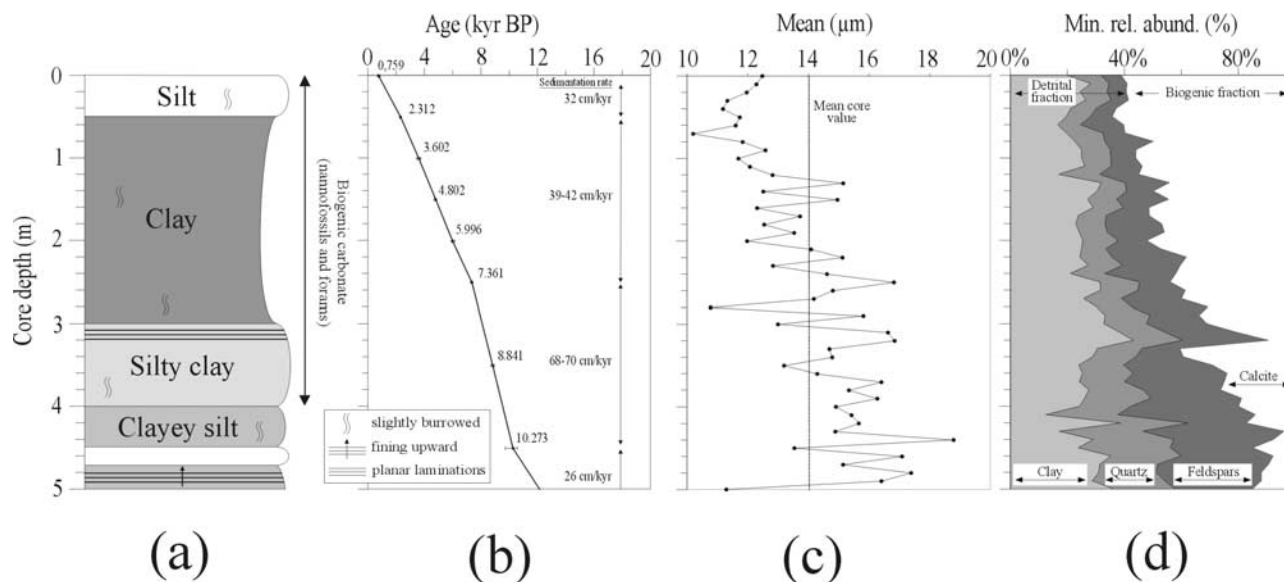 Age (kyr BP)
Mean (µm)
Min. rel. abund. (%)
0 4 8 12 16 20
10 12 14 16 18 20
0% 40% 80%
Core depth (m)
0
1
2
3
4
5
Silt
Clay
Silty clay
Clayey silt
Biogenic carbonate
(nannofossils and forams)
slightly burrowed
fining upward
planar laminations
0,759
2.312
3.602
4.802
5.996
7.361
8.841
10.273
Sedimentation rate
32 cm/kyr
39-42 cm/kyr
68-70 cm/kyr
26 cm/kyr
Mean core
value
Detrital
fraction
Biogenic fraction
Calcite
Clay
Quartz
Feldspars
(a)
(b)
(c)
(d)